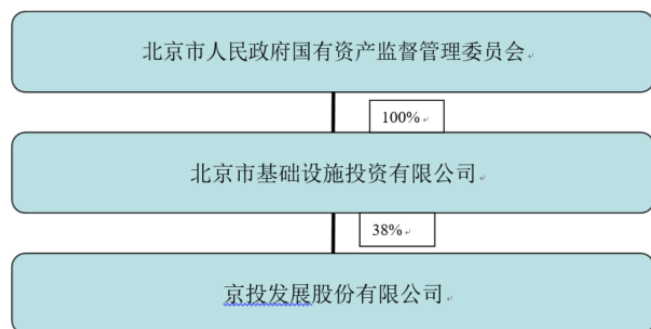 北京市人民政府国有资产监督管理委员会
100%
北京市基础设施投资有限公司
38%
京投发展股份有限公司